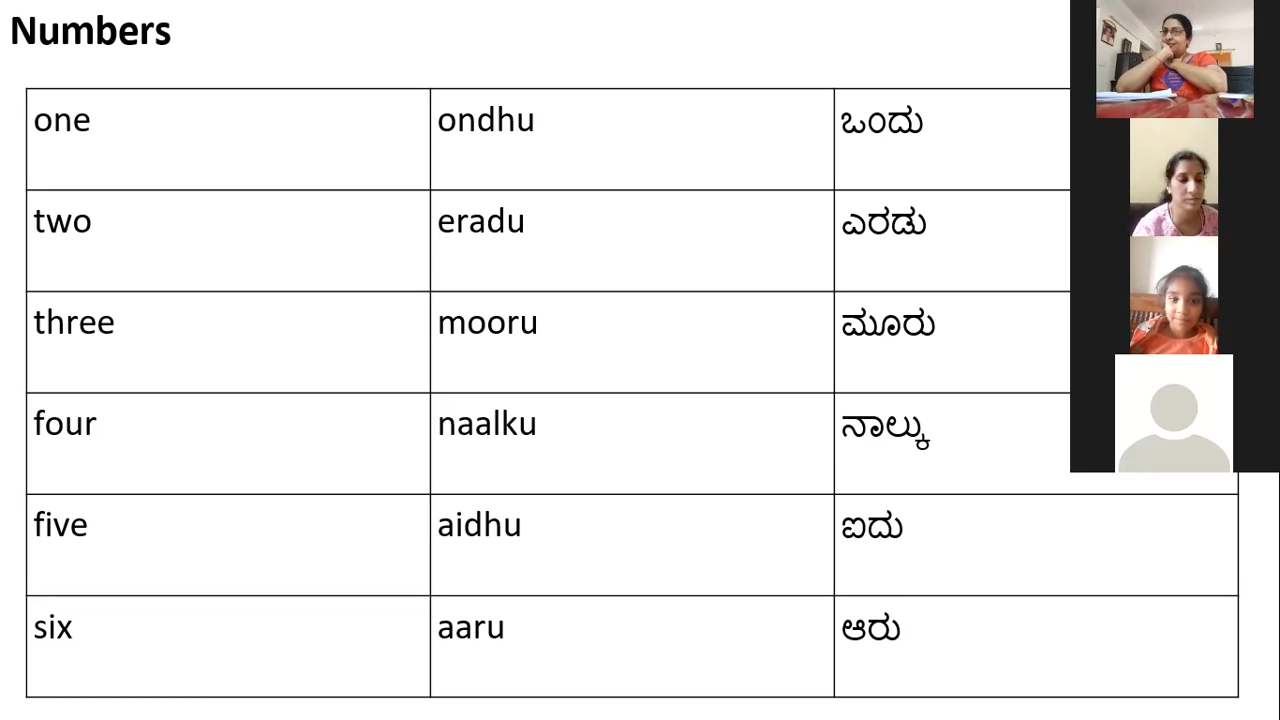 Numbers
one ondhu ಒಂದು
two eradu ಎರಡು
three mooru ಮೂರು
four naalku ನಾಲ್ಕು
five aidhu ಐದು
six aaru ಆರು